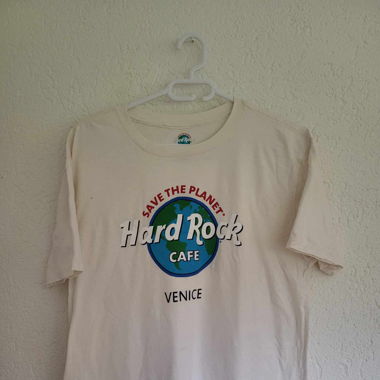 SAVE THE PLANET
Hard Rock
CAFE
VENICE